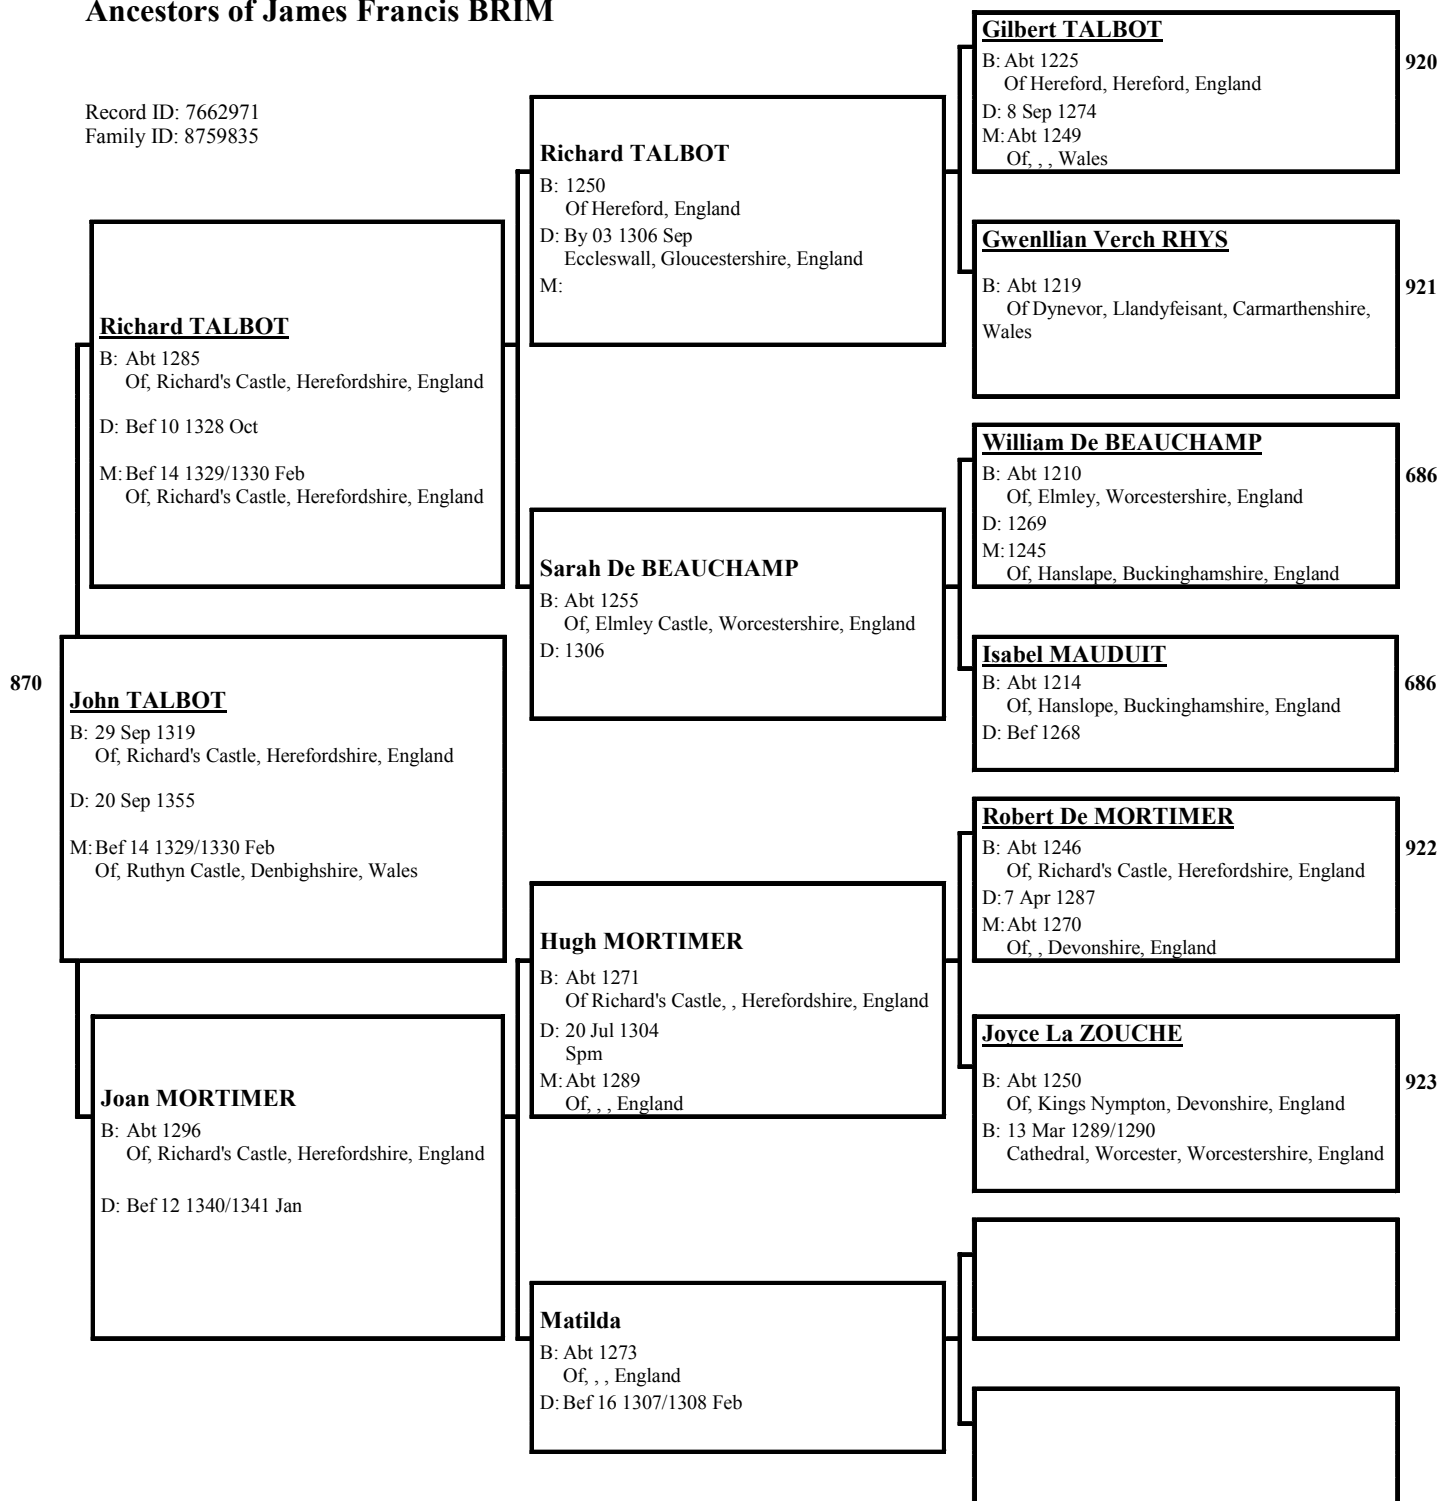 Ancestors of James Francis BRIM
Record ID: 7662971
Family ID: 8759835
870
John TALBOT
B: 29 Sep 1319
Of, Richard's Castle, Herefordshire, England
D: 20 Sep 1355
M: Bef 14 1329/1330 Feb
Of, Ruthyn Castle, Denbighshire, Wales
Richard TALBOT
B: Abt 1285
Of, Richard's Castle, Herefordshire, England
D: Bef 10 1328 Oct
M: Bef 14 1329/1330 Feb
Of, Richard's Castle, Herefordshire, England
Joan MORTIMER
B: Abt 1296
Of, Richard's Castle, Herefordshire, England
D: Bef 12 1340/1341 Jan
Richard TALBOT
B: 1250
Of Hereford, England
D: By 03 1306 Sep
Eccleswall, Gloucestershire, England
M:
Sarah De BEAUCHAMP
B: Abt 1255
Of, Elmley Castle, Worcestershire, England
D: 1306
Hugh MORTIMER
B: Abt 1271
Of Richard's Castle, , Herefordshire, England
D: 20 Jul 1304
Spm
M: Abt 1289
Of, , , England
Matilda
B: Abt 1273
Of, , , England
D: Bef 16 1307/1308 Feb
Gilbert TALBOT
B: Abt 1225
Of Hereford, Hereford, England
D: 8 Sep 1274
M: Abt 1249
Of, , , Wales
920
Gwenllian Verch RHYS
B: Abt 1219
Of Dynevor, Llandyfeisant, Carmarthenshire,
Wales
921
William De BEAUCHAMP
B: Abt 1210
Of, Elmley, Worcestershire, England
D: 1269
M: 1245
Of, Hanslape, Buckinghamshire, England
686
Isabel MAUDUIT
B: Abt 1214
Of, Hanslope, Buckinghamshire, England
D: Bef 1268
686
Robert De MORTIMER
B: Abt 1246
Of, Richard's Castle, Herefordshire, England
D: 7 Apr 1287
M: Abt 1270
Of, , Devonshire, England
922
Joyce La ZOUCHE
B: Abt 1250
Of, Kings Nympton, Devonshire, England
B: 13 Mar 1289/1290
Cathedral, Worcester, Worcestershire, England
923